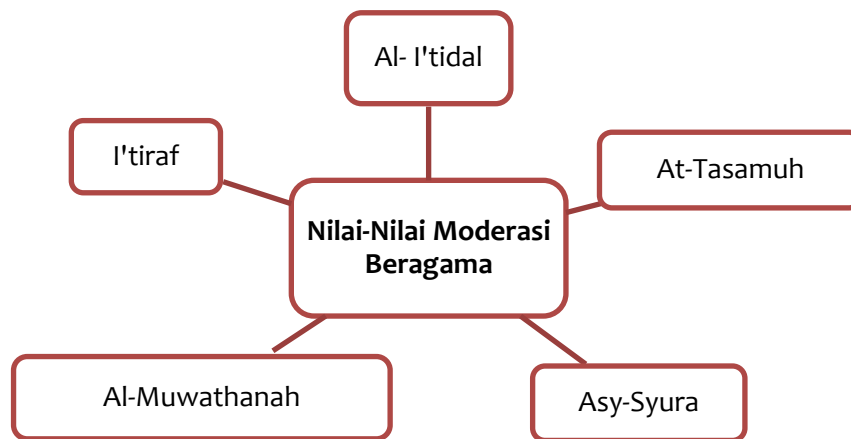 Al- I'tidal
I'tiraf
At-Tasamuh
Nilai-Nilai Moderasi
Beragama
Al-Muwathanah
Asy-Syura